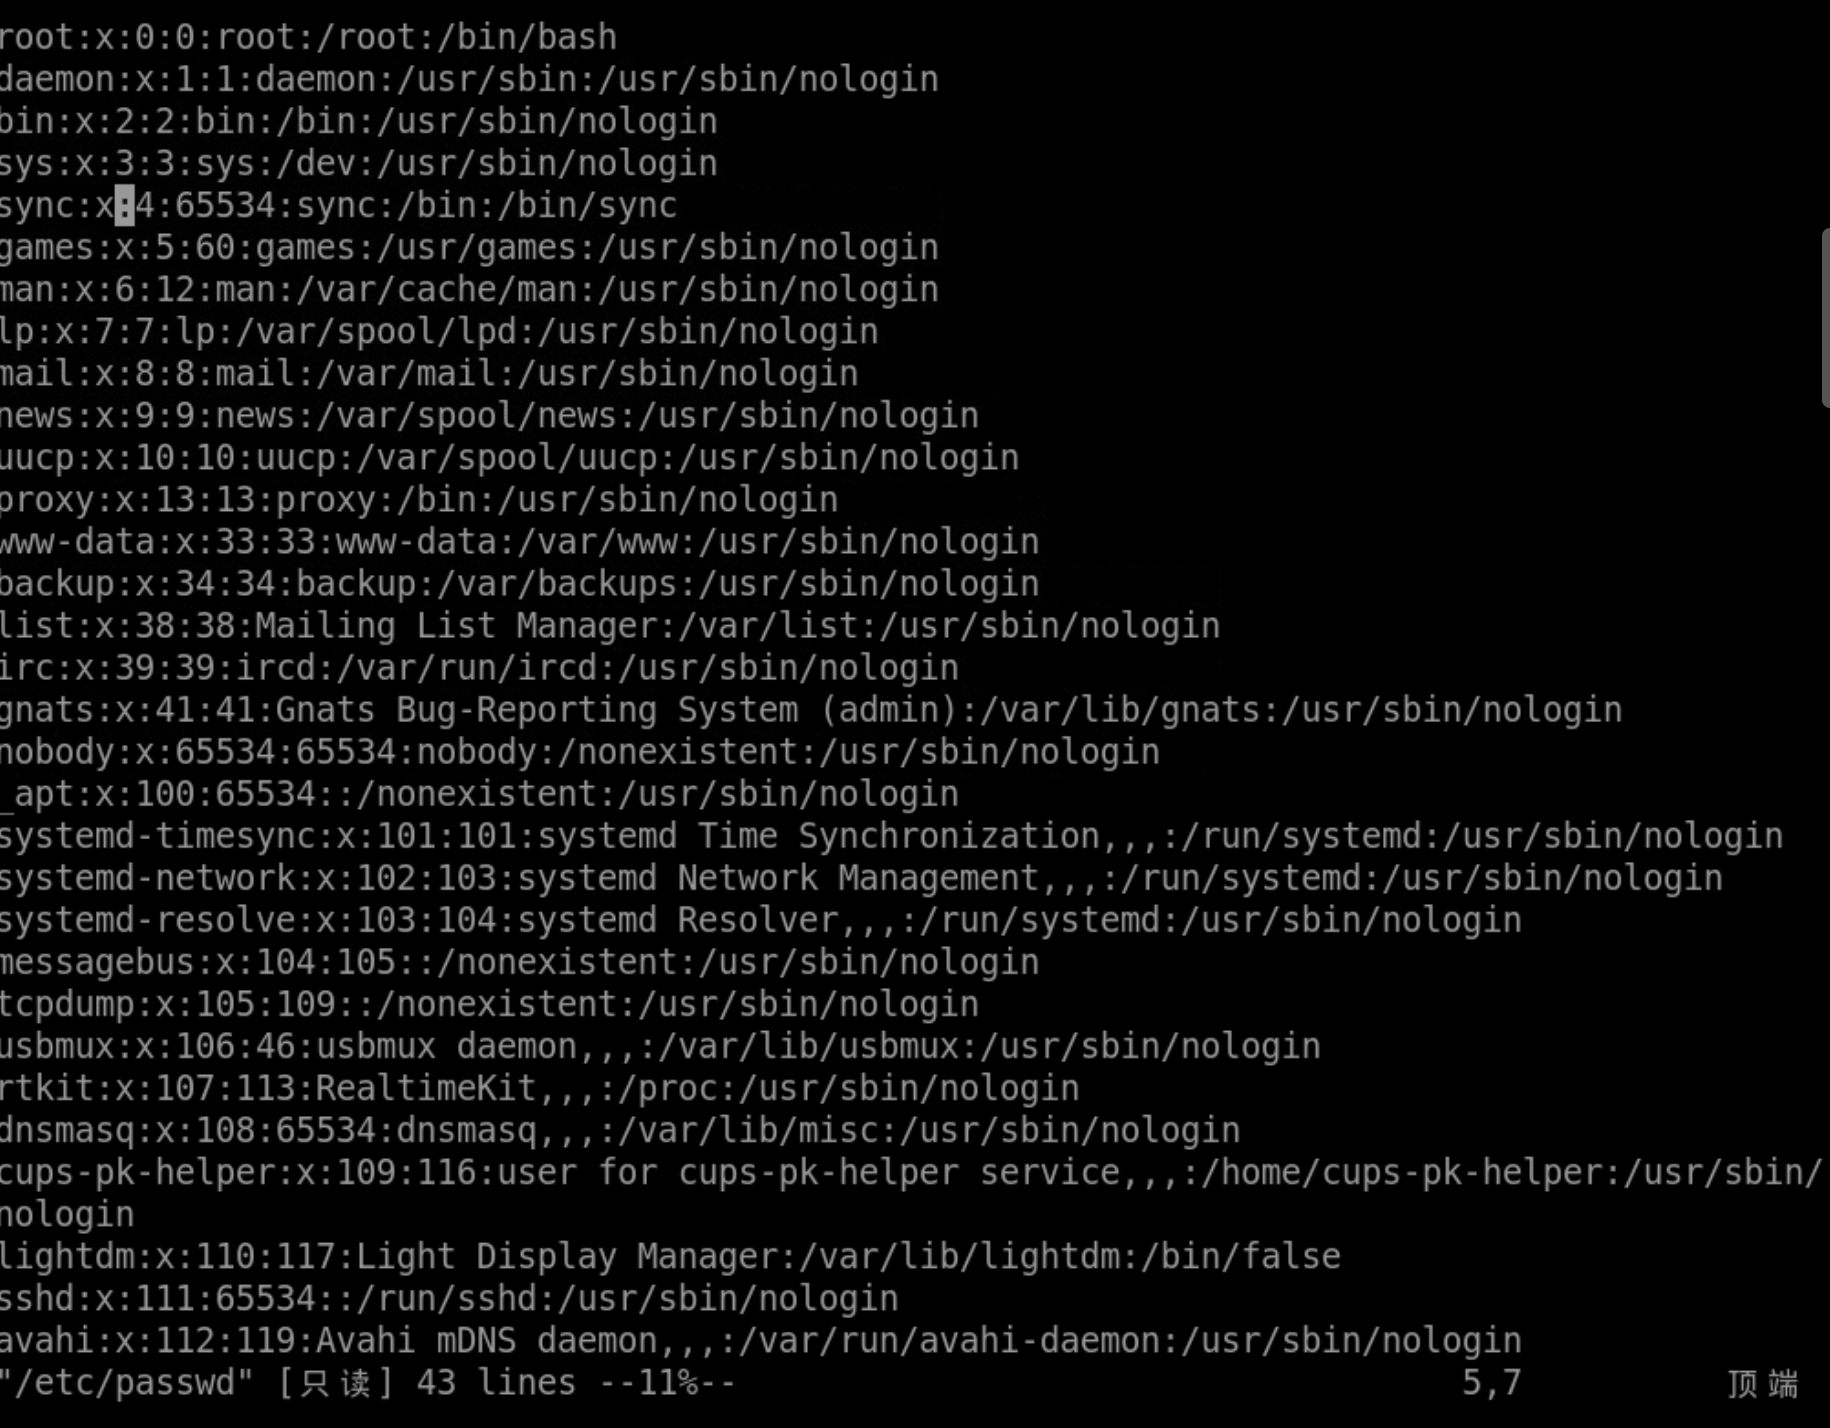 root:x:0:0:root:/root:/bin/bash
daemon:x:1:1:daemon:/usr/sbin:/usr/sbin/nologin
bin:x:2:2:bin:/bin:/usr/sbin/nologin
sys:x:3:3:sys:/dev:/usr/sbin/nologin
sync:x:4:65534:sync:/bin:/bin/sync
games:x:5:60:games:/usr/games:/usr/sbin/nologin
man:x:6:12:man:/var/cache/man:/usr/sbin/nologin
lp:x:7:7:lp:/var/spool/lpd:/usr/sbin/nologin
mail:x:8:8:mail:/var/mail:/usr/sbin/nologin
news:x:9:9:news:/var/spool/news:/usr/sbin/nologin
uucp:x:10:10:uucp:/var/spool/uucp:/usr/sbin/nologin
proxy:x:13:13:proxy:/bin:/usr/sbin/nologin
www-data:x:33:33:www-data:/var/www:/usr/sbin/nologin
backup:x:34:34:backup:/var/backups:/usr/sbin/nologin
list:x:38:38:Mailing List Manager:/var/list:/usr/sbin/nologin
irc:x:39:39:ircd:/var/run/ircd:/usr/sbin/nologin
gnats:x:41:41:Gnats Bug-Reporting System (admin):/var/lib/gnats:/usr/sbin/nologin
nobody:x:65534:65534:nobody:/nonexistent:/usr/sbin/nologin
_apt:x:100:65534::/nonexistent:/usr/sbin/nologin
systemd-timesync:x:101:101:systemd Time Synchronization,,,:/run/systemd:/usr/sbin/nologin
systemd-network:x:102:103:systemd Network Management,,,:/run/systemd:/usr/sbin/nologin
systemd-resolve:x:103:104:systemd Resolver,,,:/run/systemd:/usr/sbin/nologin
messagebus:x:104:105::/nonexistent:/usr/sbin/nologin
tcpdump:x:105:109::/nonexistent:/usr/sbin/nologin
usbmux:x:106:46:usbmux daemon,,,:/var/lib/usbmux:/usr/sbin/nologin
rtkit:x:107:113:RealtimeKit,,,:/proc:/usr/sbin/nologin
dnsmasq:x:108:65534:dnsmasq,,,:/var/lib/misc:/usr/sbin/nologin
cups-pk-helper:x:109:116:user for cups-pk-helper service,,,:/home/cups-pk-helper:/usr/sbin/
nologin
lightdm:x:110:117:Light Display Manager:/var/lib/lightdm:/bin/false
sshd:x:111:65534::/run/sshd:/usr/sbin/nologin
avahi:x:112:119:Avahi mDNS daemon,,,:/var/run/avahi-daemon:/usr/sbin/nologin
"/etc/passwd" [只读] 43 lines --11%-- 5,7 顶端